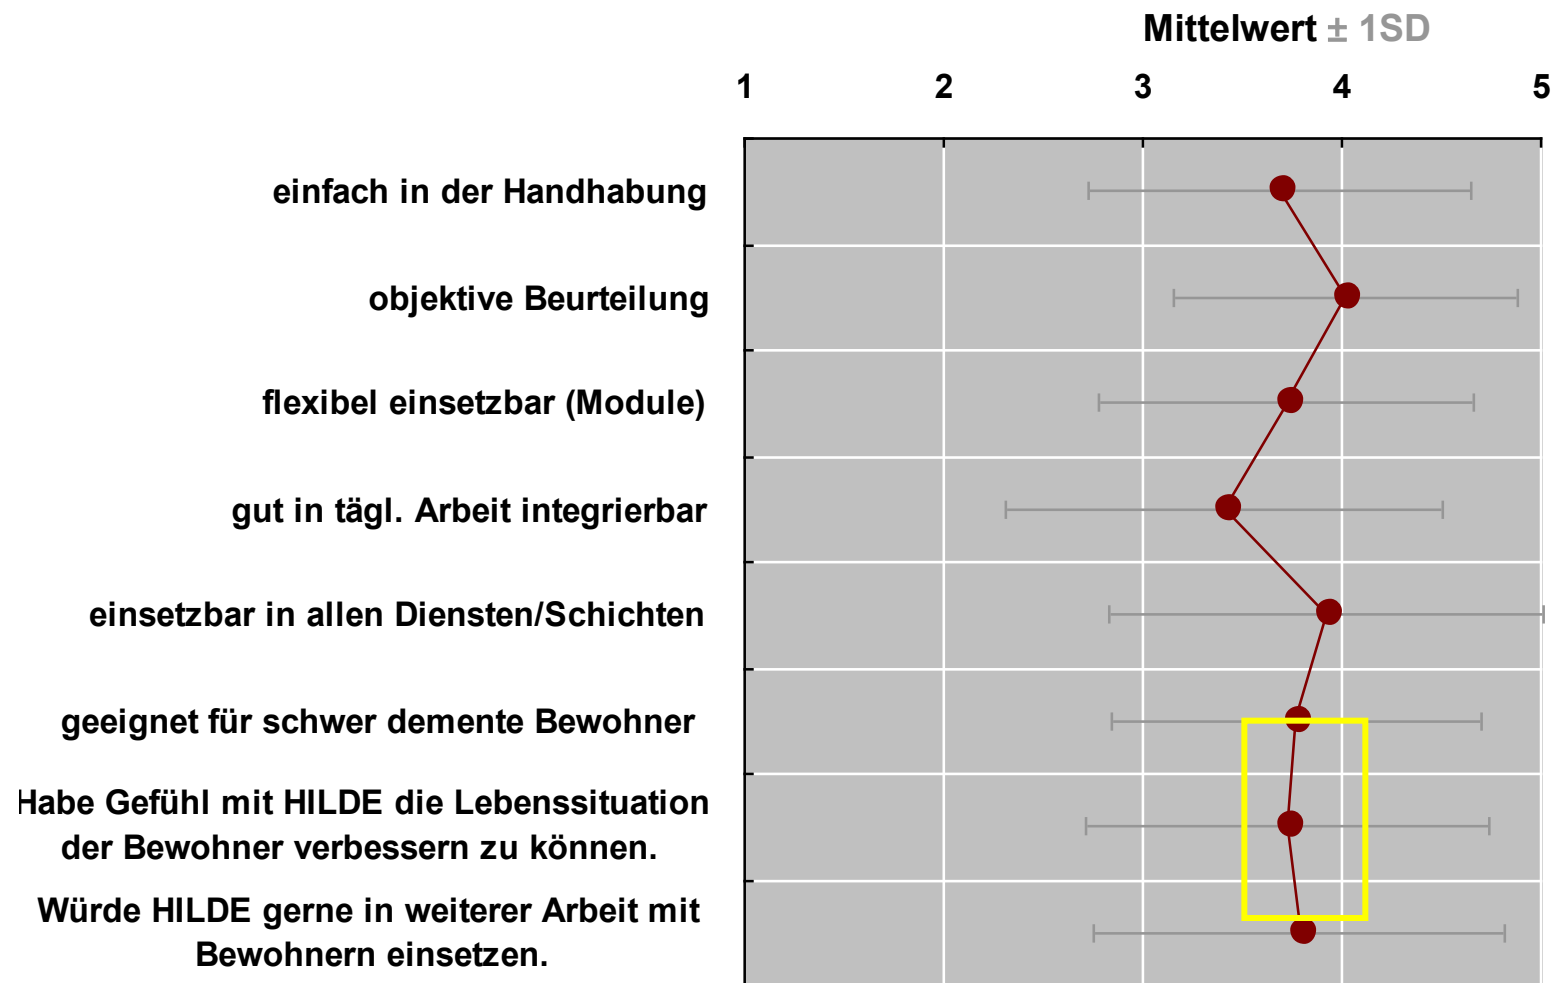 Mittelwert ± 1SD
1 2 3 4 5
einfach in der Handhabung
objektive Beurteilung
flexibel einsetzbar (Module)
gut in tägl. Arbeit integrierbar
einsetzbar in allen Diensten/Schichten
geeignet für schwer demente Bewohner
Habe Gefühl mit HILDE die Lebenssituation
der Bewohner verbessern zu können.
Würde HILDE gerne in weiterer Arbeit mit
Bewohnern einsetzen.